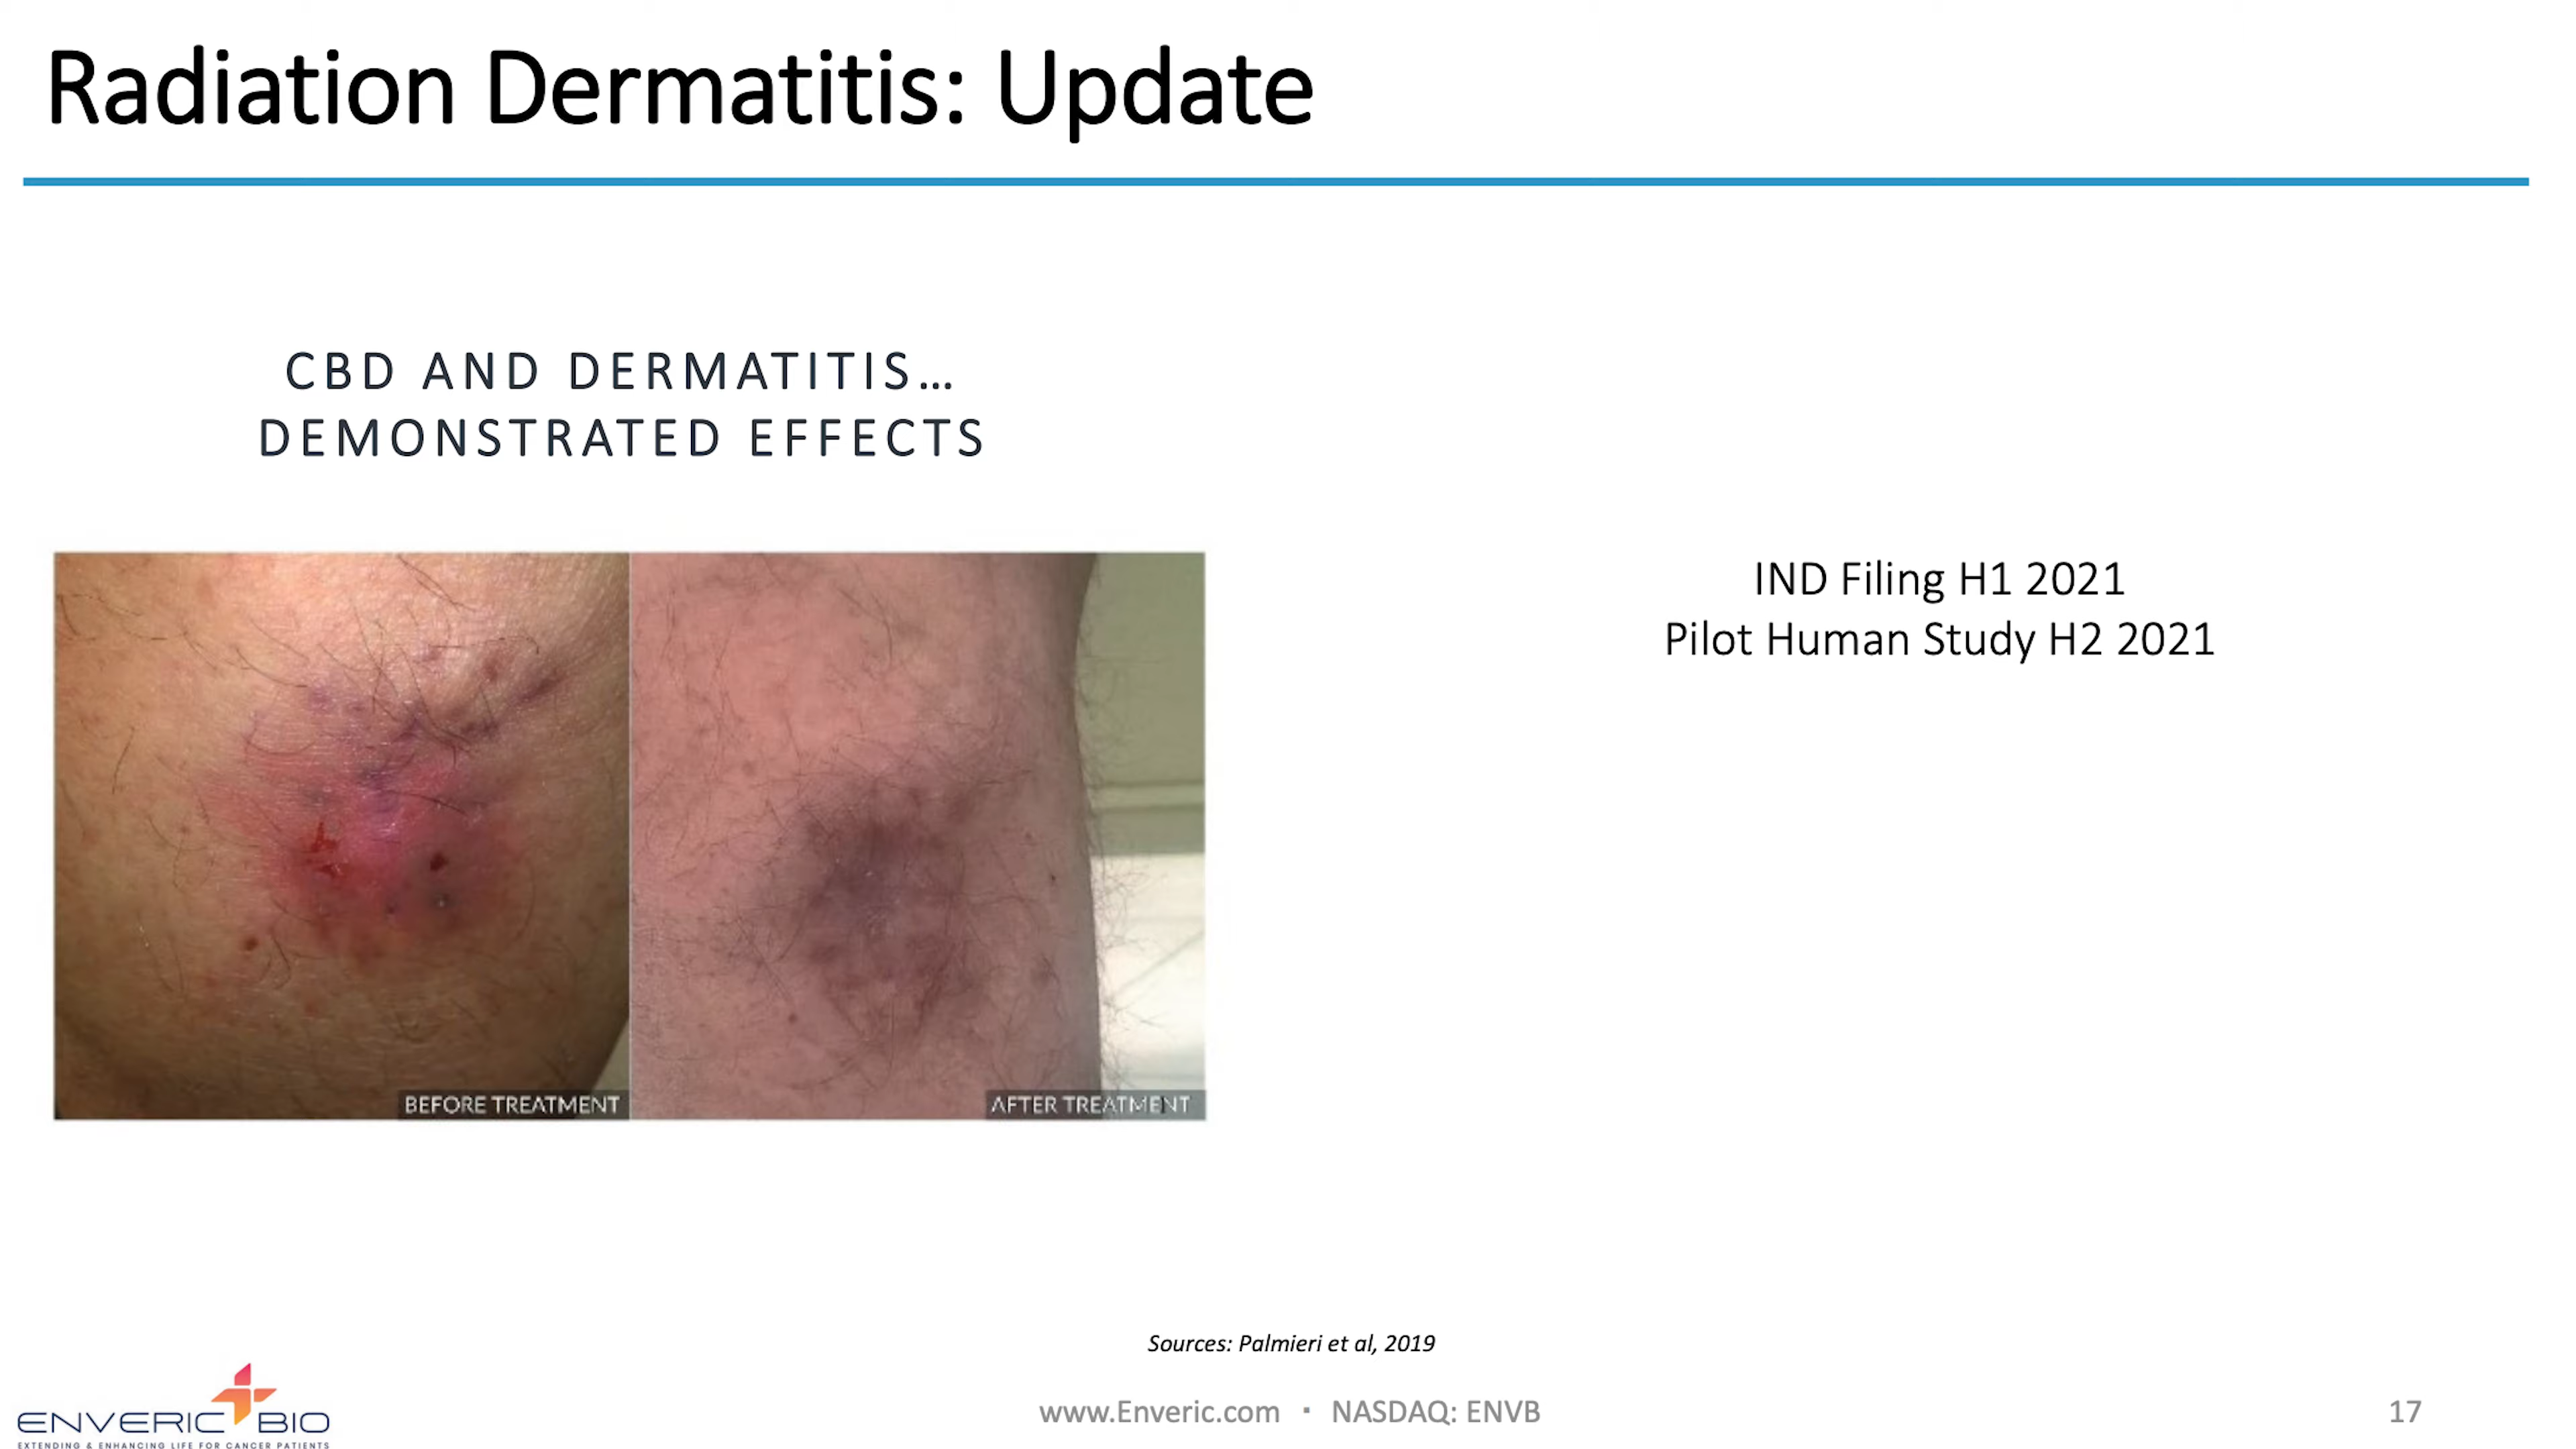 Radiation Dermatitis: Update
CBD AND DERMATITIS…
DEMONSTRATED EFFECTS
BEFORE TREATMENT
AFTER TREATMENT
IND Filing H1 2021
Pilot Human Study H2 2021
Sources: Palmieri et al, 2019
ENVERIC BIO
EXTENDING & ENHANCING LIFE FOR CANCER PATIENTS
www.Enveric.com · NASDAQ: ENVB
17